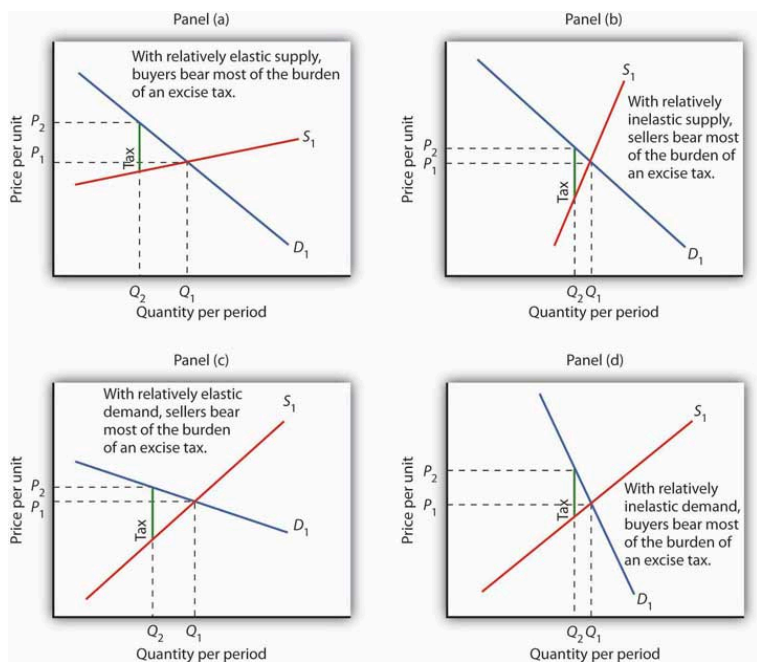 Panel (a)
With relatively elastic supply,
buyers bear most of the burden
of an excise tax.
Price per unit
P2
P1
Tax
S1
D1
Q2
Q1
Quantity per period
Panel (b)
S1
With relatively
inelastic supply,
sellers bear most
of the burden of
an excise tax.
Price per unit
P2
P1
Tax
D1
Q2
Q1
Quantity per period
Panel (c)
With relatively elastic
demand, sellers bear
most of the burden
of an excise tax.
S1
Price per unit
P2
P1
Tax
D1
Q2
Q1
Quantity per period
Panel (d)
S1
Price per unit
P2
P1
Tax
With relatively
inelastic demand,
buyers bear most
of the burden of
an excise tax.
D1
Q2
Q1
Quantity per period